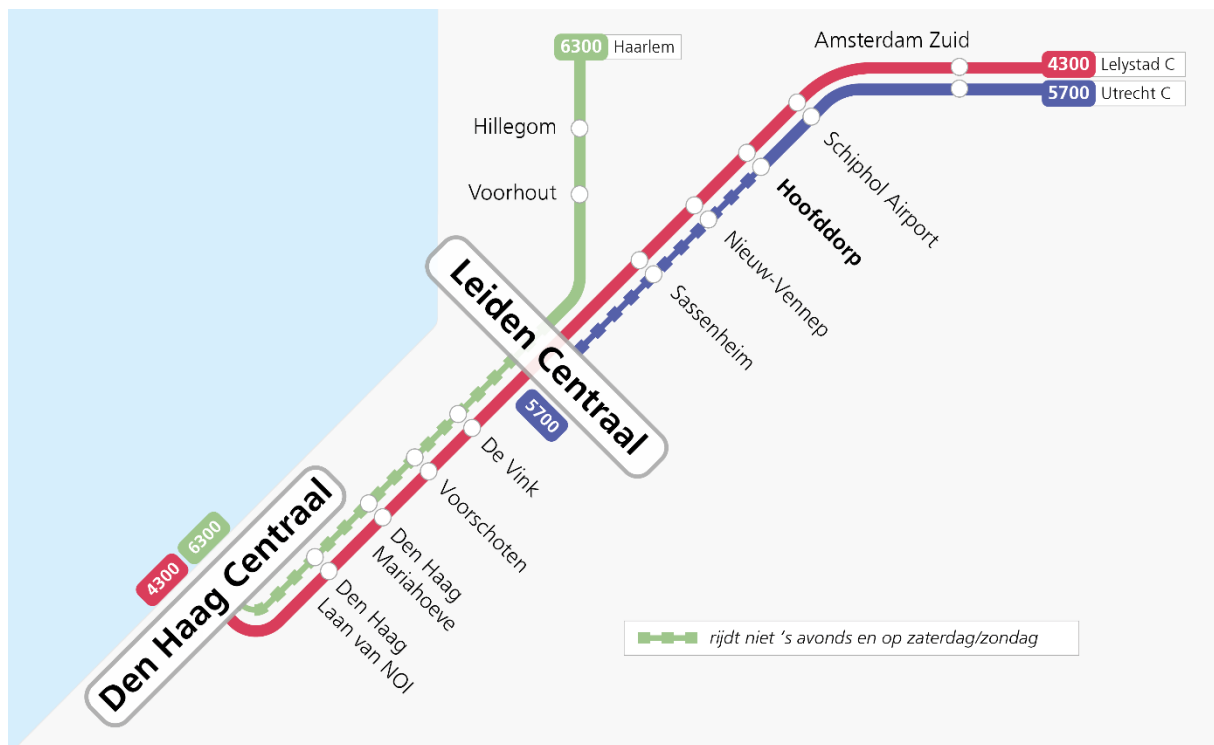 6300 Haarlem
Amsterdam Zuid
4300 Lelystad C
5700 Utrecht C
Hillegom
Voorhout
Schiphol Airport
Hoofddorp
Nieuw-Vennep
Sassenheim
Leiden Centraal
5700
De Vink
Voorschoten
Den Haag
Mariahoeve
Den Haag
Laan van NOI
4300
6300
Den Haag Centraal
rijdt niet ‘s avonds en op zaterdag/zondag